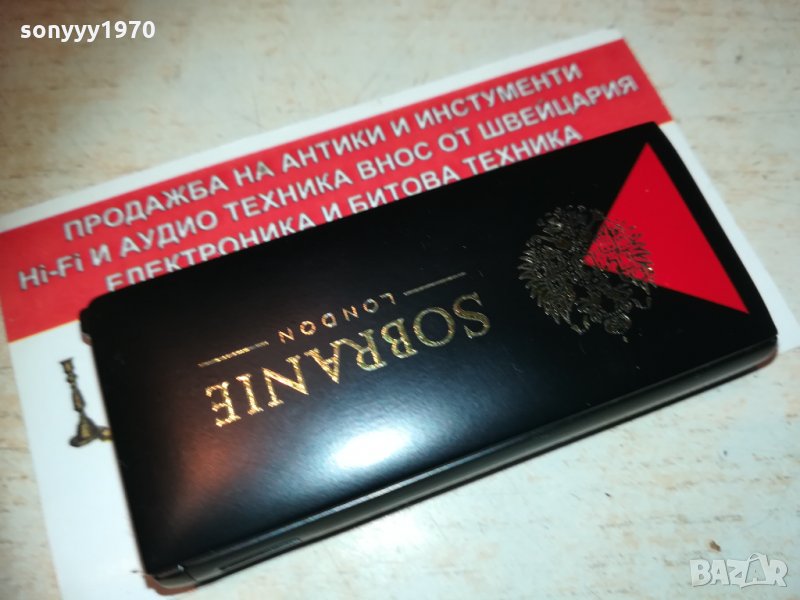 sonyyy1970
ПРОДАЖБА НА АНТИКИ И ИНСТУМЕНТИ
Hi-Fi И АУДИО ТЕХНИКА ВНОС ОТ ШВЕЙЦАРИЯ
ЕЛЕКТРОНИКА И БИТОВА ТЕХНИКА
SOBRANIE
LONDON
BAZAR